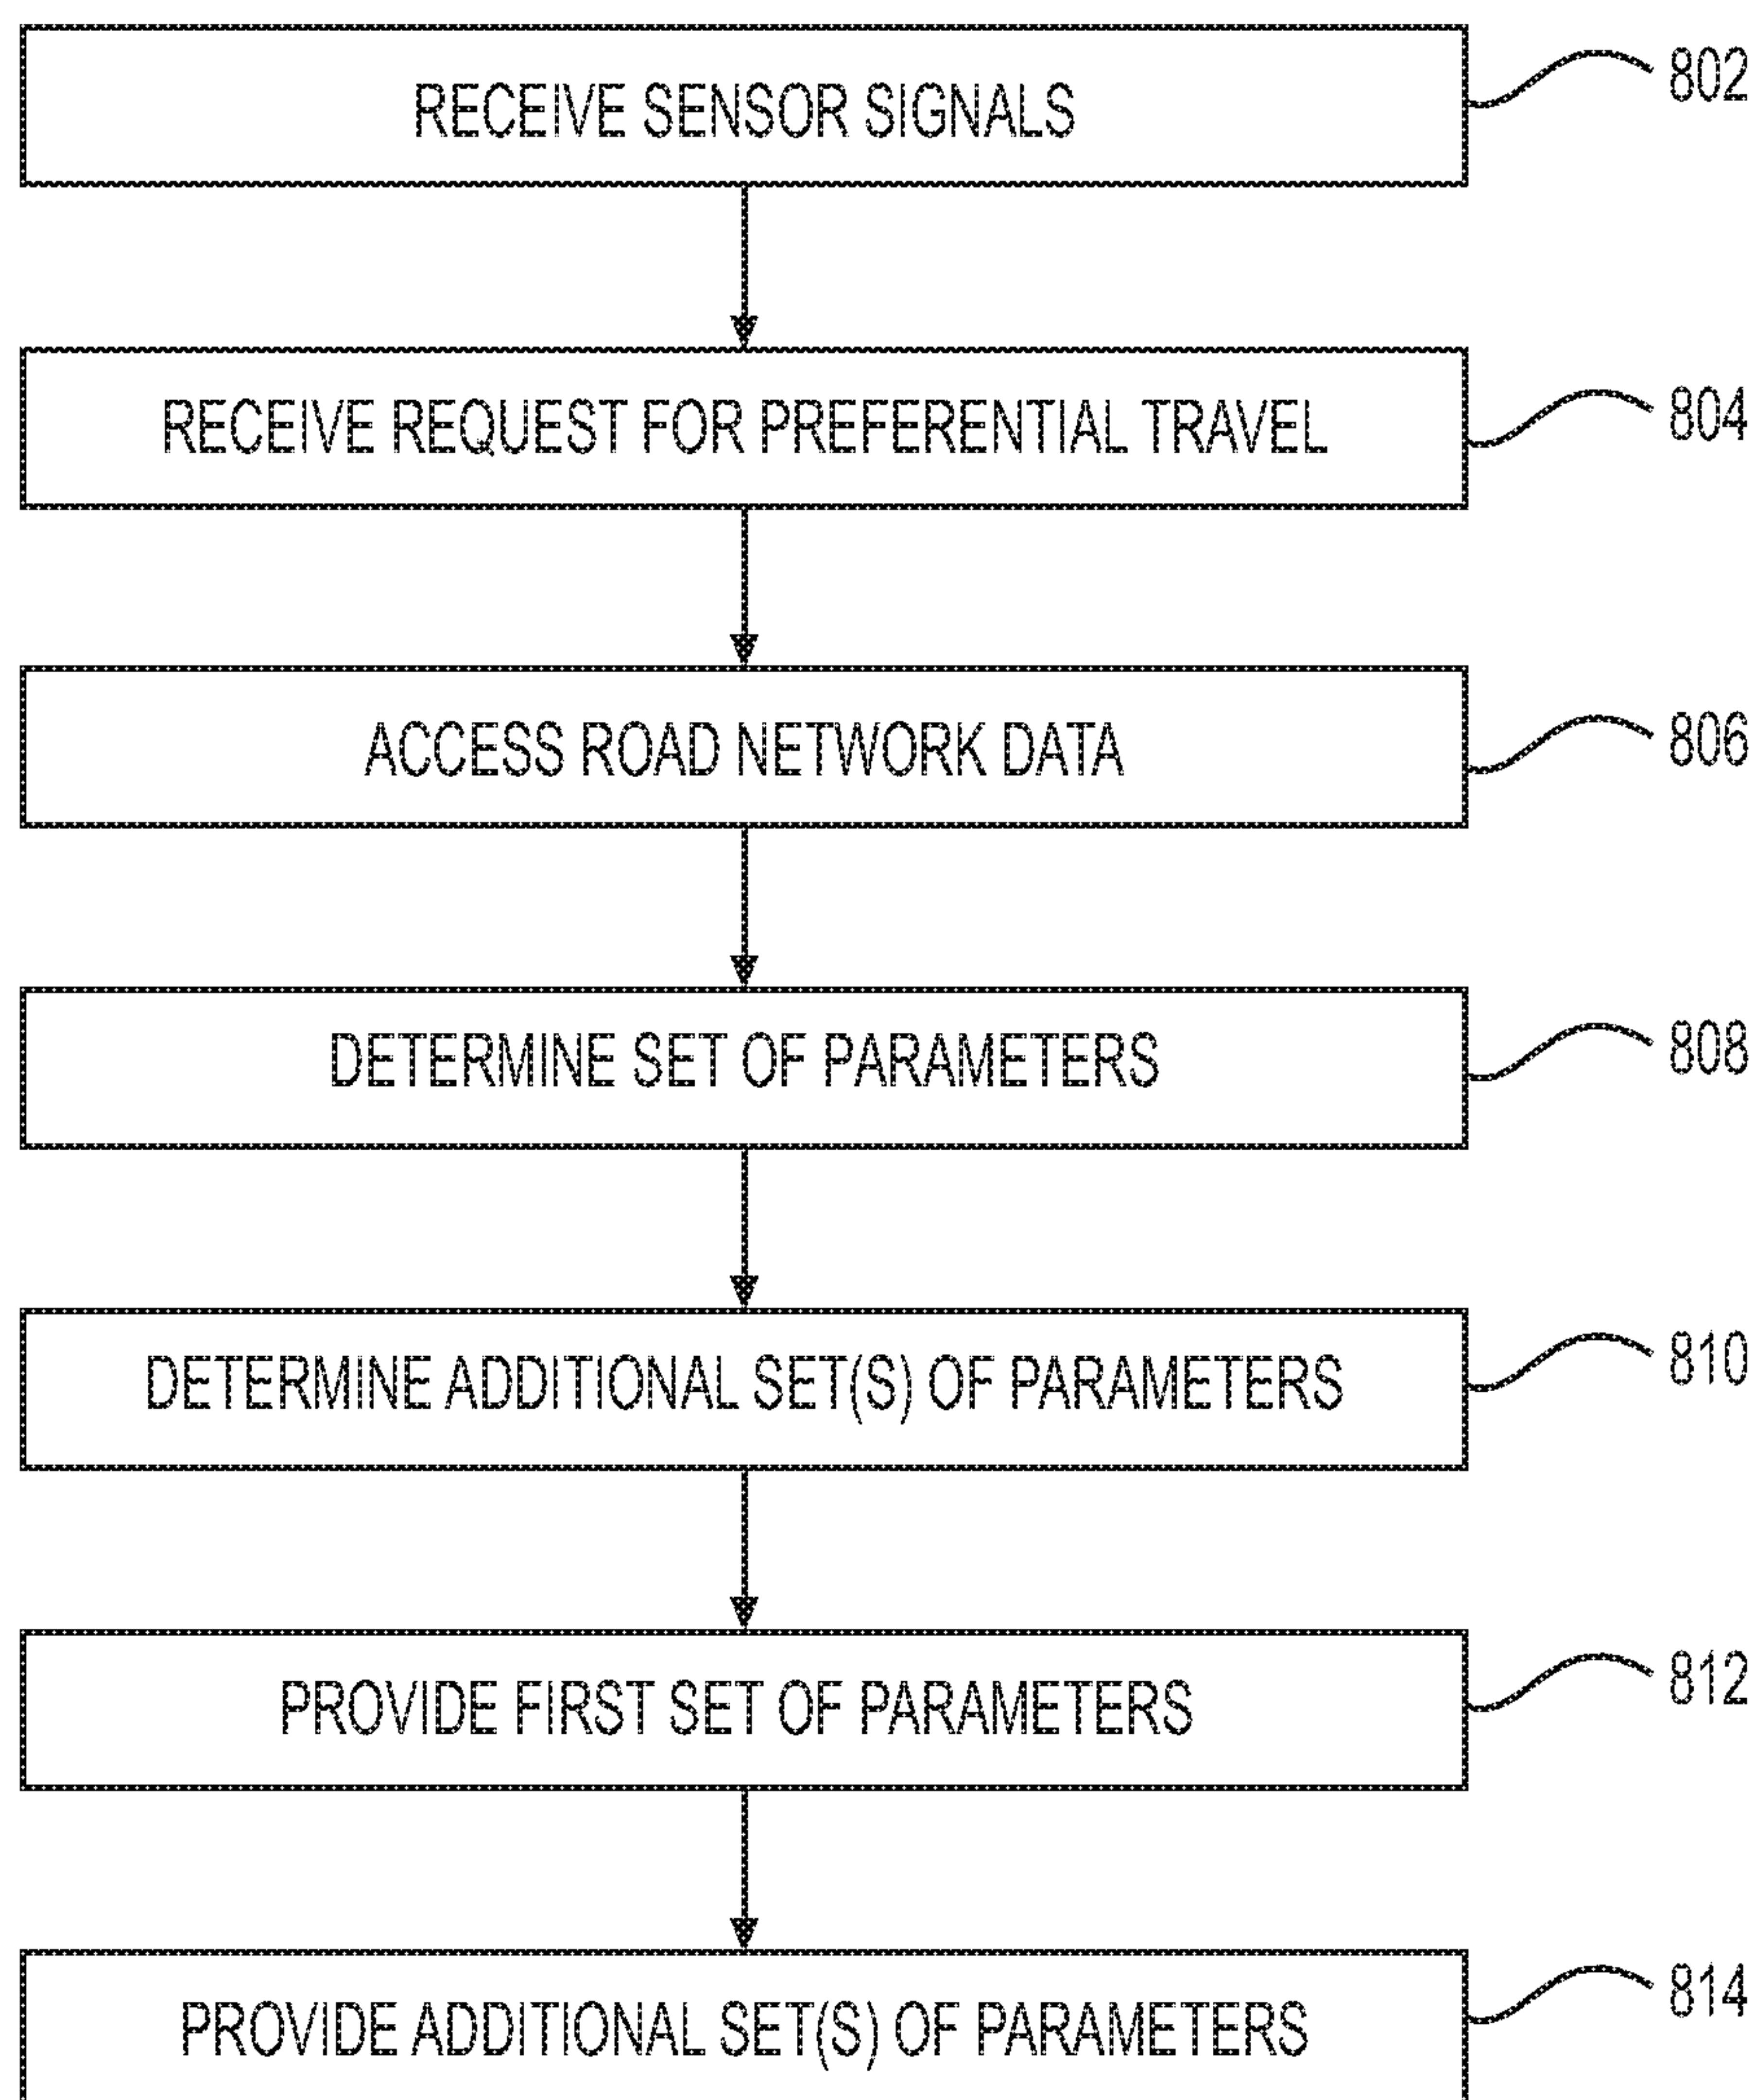 RECEIVE SENSOR SIGNALS 802
RECEIVE REQUEST FOR PREFERENTIAL TRAVEL 804
ACCESS ROAD NETWORK DATA 806
DETERMINE SET OF PARAMETERS 808
DETERMINE ADDITIONAL SET(S) OF PARAMETERS 810
PROVIDE FIRST SET OF PARAMETERS 812
PROVIDE ADDITIONAL SET(S) OF PARAMETERS 814